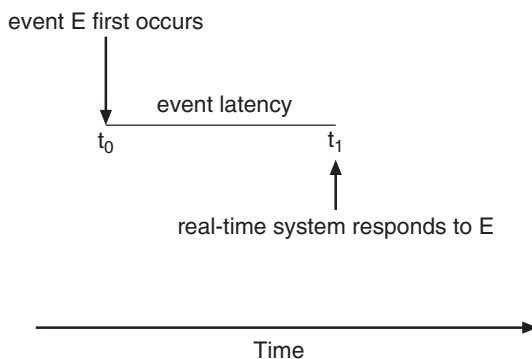 event E first occurs
event latency
t0
t1
real-time system responds to E
Time